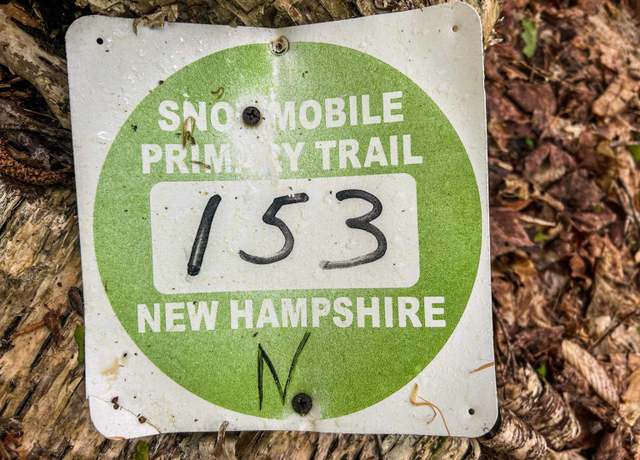 SNOWMOBILE
PRIMARY TRAIL
153
NEW HAMPSHIRE
N